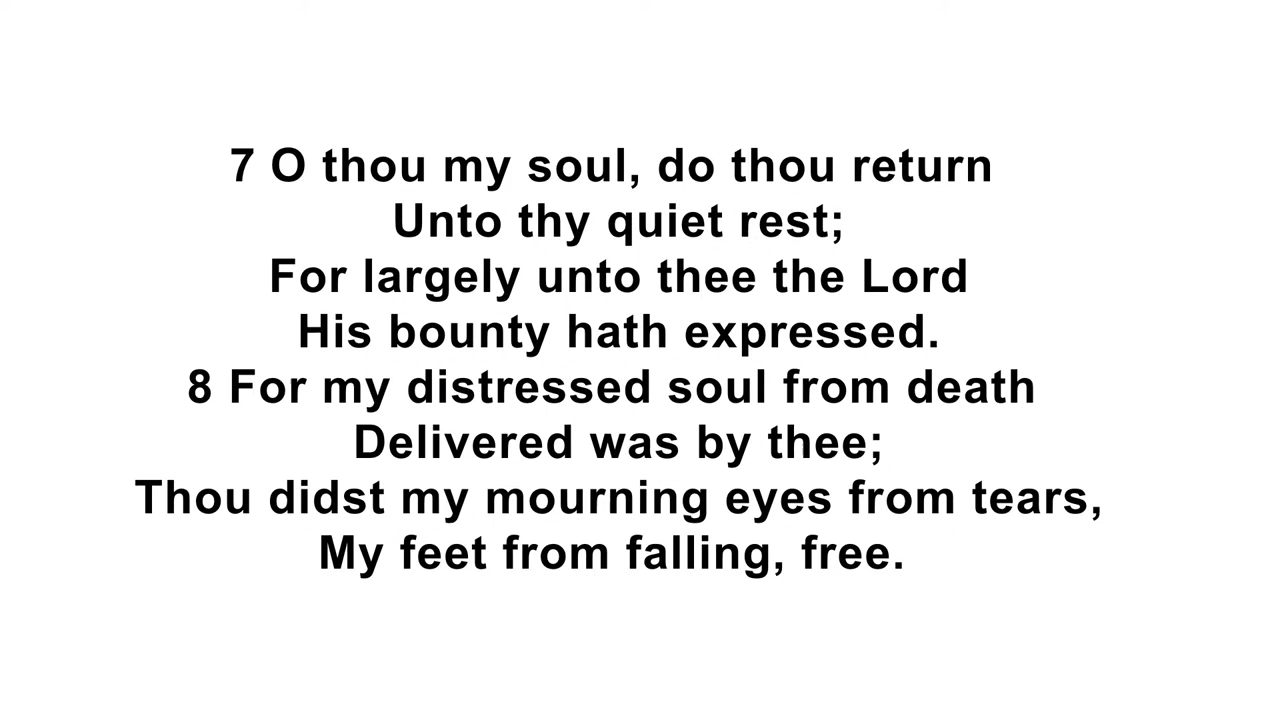 7 O thou my soul, do thou return
Unto thy quiet rest;
For largely unto thee the Lord
His bounty hath expressed.
8 For my distressed soul from death
Delivered was by thee;
Thou didst my mourning eyes from tears,
My feet from falling, free.